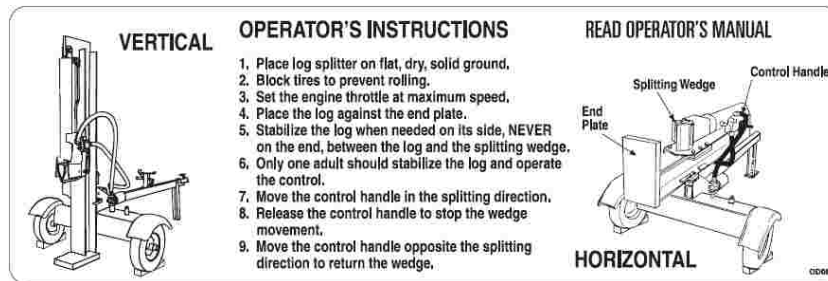 VERTICAL
OPERATOR'S INSTRUCTIONS
1. Place log splitter on flat, dry, solid ground.
2. Block tires to prevent rolling.
3. Set the engine throttle at maximum speed.
4. Place the log against the end plate.
5. Stabilize the log when needed on its side, NEVER
on the end, between the log and the splitting wedge.
6. Only one adult should stabilize the log and operate
the control.
7. Move the control handle in the splitting direction.
8. Release the control handle to stop the wedge
movement.
9. Move the control handle opposite the splitting
direction to return the wedge.
READ OPERATOR'S MANUAL
Control Handle
Splitting Wedge
End
Plate
HORIZONTAL